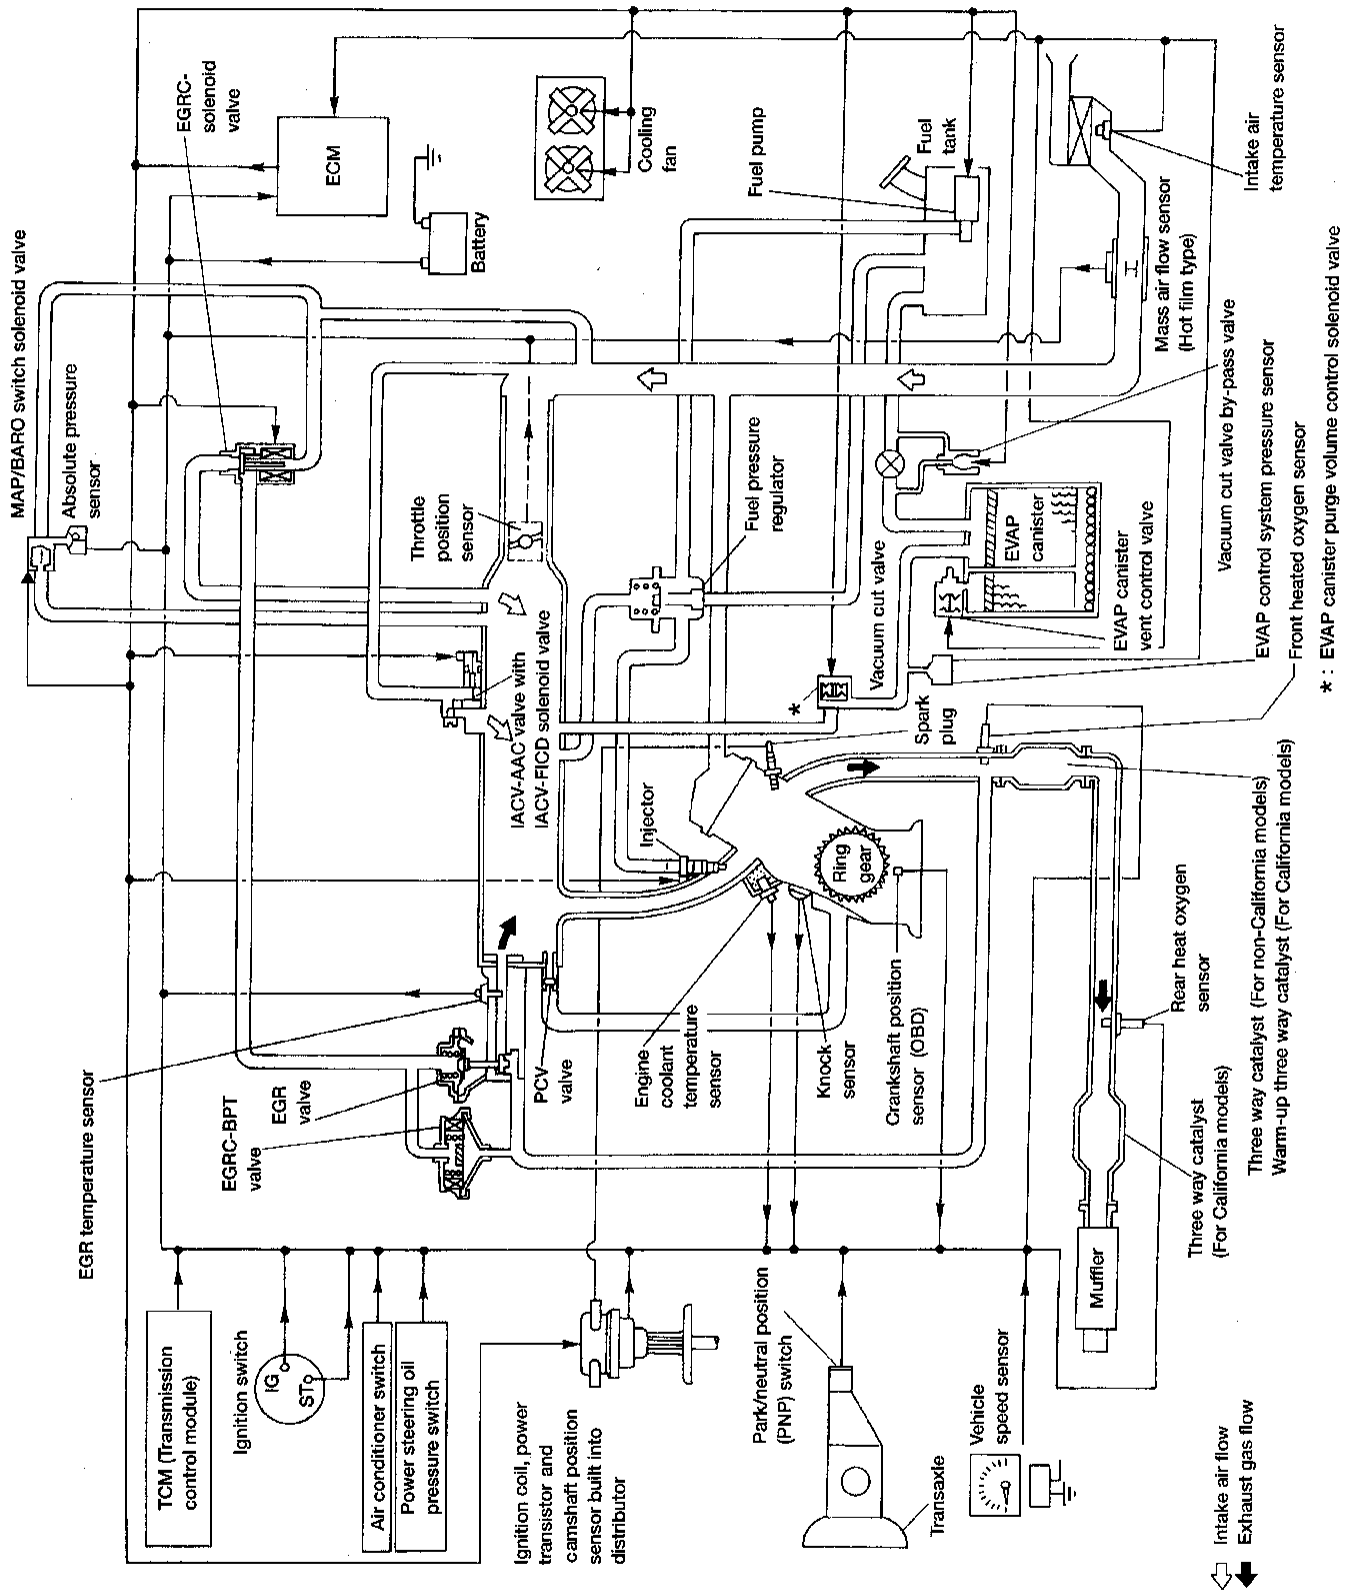 MAP/BARO switch solenoid valve
Absolute pressure
sensor
EGRC-
solenoid
valve
ECM
Battery
Cooling
fan
Fuel pump
Fuel
tank
Intake air
temperature sensor
Mass air flow sensor
(Hot film type)
Throttle
position
sensor
Fuel pressure
regulator
Vacuum cut valve by-pass valve
EVAP control system pressure sensor
Front heated oxygen sensor
* : EVAP canister purge volume control solenoid valve
EVAP
canister
EVAP canister
vent control valve
Vacuum cut valve
*
Spark
plug
IACV-AAC valve with
IACV-FICD solenoid valve
Injector
Ring
gear
Three way catalyst (For non-California models)
Warm-up three way catalyst (For California models)
Rear heat oxygen
sensor
Three way catalyst
(For California models)
Muffler
Crankshaft position
sensor (OBD)
Knock
sensor
Engine
coolant
temperature
sensor
PCV
valve
EGR
valve
EGRC-BPT
valve
EGR temperature sensor
TCM (Transmission
control module)
Ignition switch
IG
ST
Air conditioner switch
Power steering oil
pressure switch
Ignition coil, power
transistor and
camshaft position
sensor built into
distributor
Park/neutral position
(PNP) switch
Transaxle
Vehicle
speed sensor
Intake air flow
Exhaust gas flow